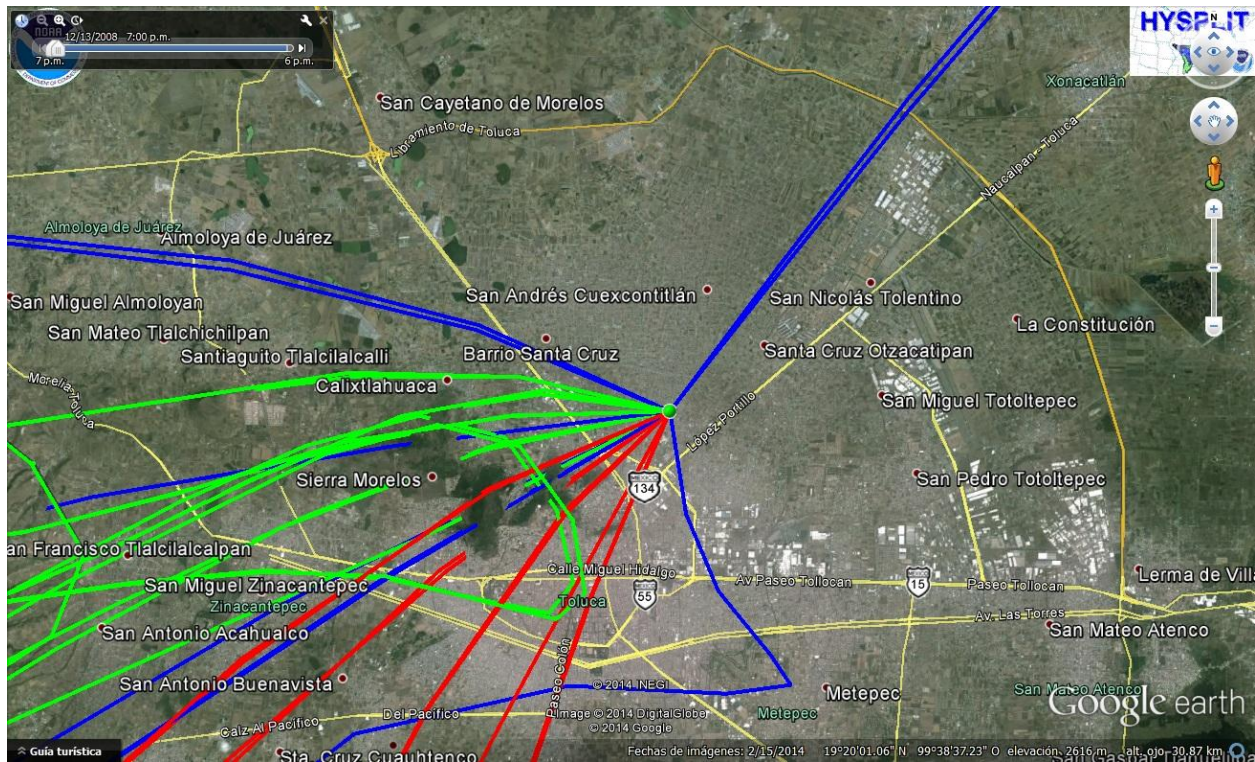 12/13/2008 7:00 p.m.
7 p.m.
6 p.m.
HYSPLIT
N
Xonacatlán
San Cayetano de Morelos
Libramiento de Toluca
Naucalpan - Toluca
Almoloya de Juárez
Almoloya de Juárez
San Andrés Cuexcontitlán
San Nicolás Tolentino
San Miguel Almoloyan
La Constitución
San Mateo Tlalchichilpan
Barrio Santa Cruz
Santa Cruz Otzacatipan
Santiaguito Tlalcilalcalli
Calixtlahuaca
Morelia-Toluca
San Miguel Totoltepec
López Portillo
Sierra Morelos
MEXICO
134
San Pedro Totoltepec
an Francisco Tlalcilalcalpan
Calle Miguel Hidalgo
Av Paseo Tollocan
MEXICO
15
Paseo Tollocan
Lerma de Villa
San Miguel Zinacantepec
Zinacantepec
MEXICO
55
Toluca
Av. Las Torres
San Antonio Acahualco
San Mateo Atenco
Paseo Colón
San Antonio Buenavista
© 2014 INEGI
Metepec
San Mateo Atenco
Google earth
Calz Al Pacífico
Del Pacífico
Image © 2014 DigitalGlobe
Metepec
© 2014 Google
Guía turística
Sta. Cruz Cuauhtenco
Fechas de imágenes: 2/15/2014 19°20'01.06" N 99°38'37.23" O elevación 2616 m alt. ojo 30.87 km